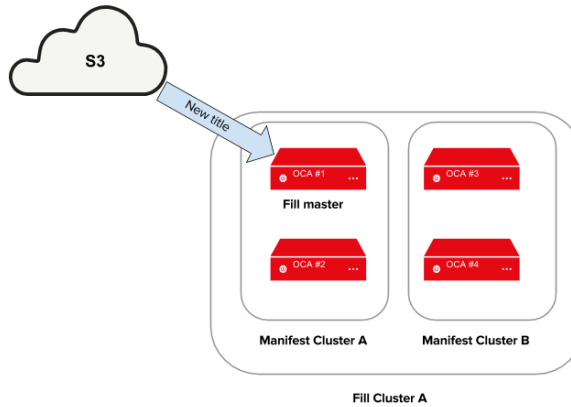 S3
New title
OCA #1
Fill master
OCA #3
OCA #2
OCA #4
Manifest Cluster A
Manifest Cluster B
Fill Cluster A